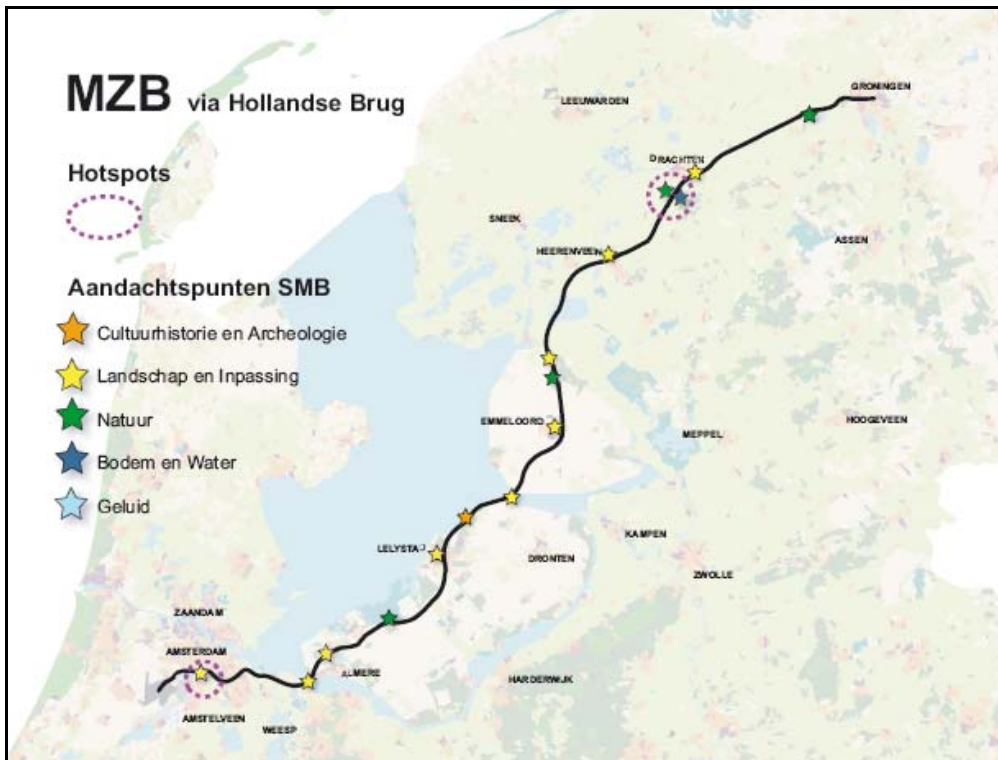 MZB via Hollandse Brug
Hotspots
Aandachtspunten SMB
Cultuurhistorie en Archeologie
Landschap en Inpassing
Natuur
Bodem en Water
Geluid
GRONINGEN
LEEUWARDEN
DRACHTEN
SNEEK
ASSEN
HEERENVEEN
EMMELOORD
HOOGEVEEN
MEPPEL
KAMPEN
LELYSTAD
DRONTEN
ZWOLLE
ZAANDAM
AMSTERDAM
ALMERE
HARDERWIJK
AMSTELVEEN
WEESP